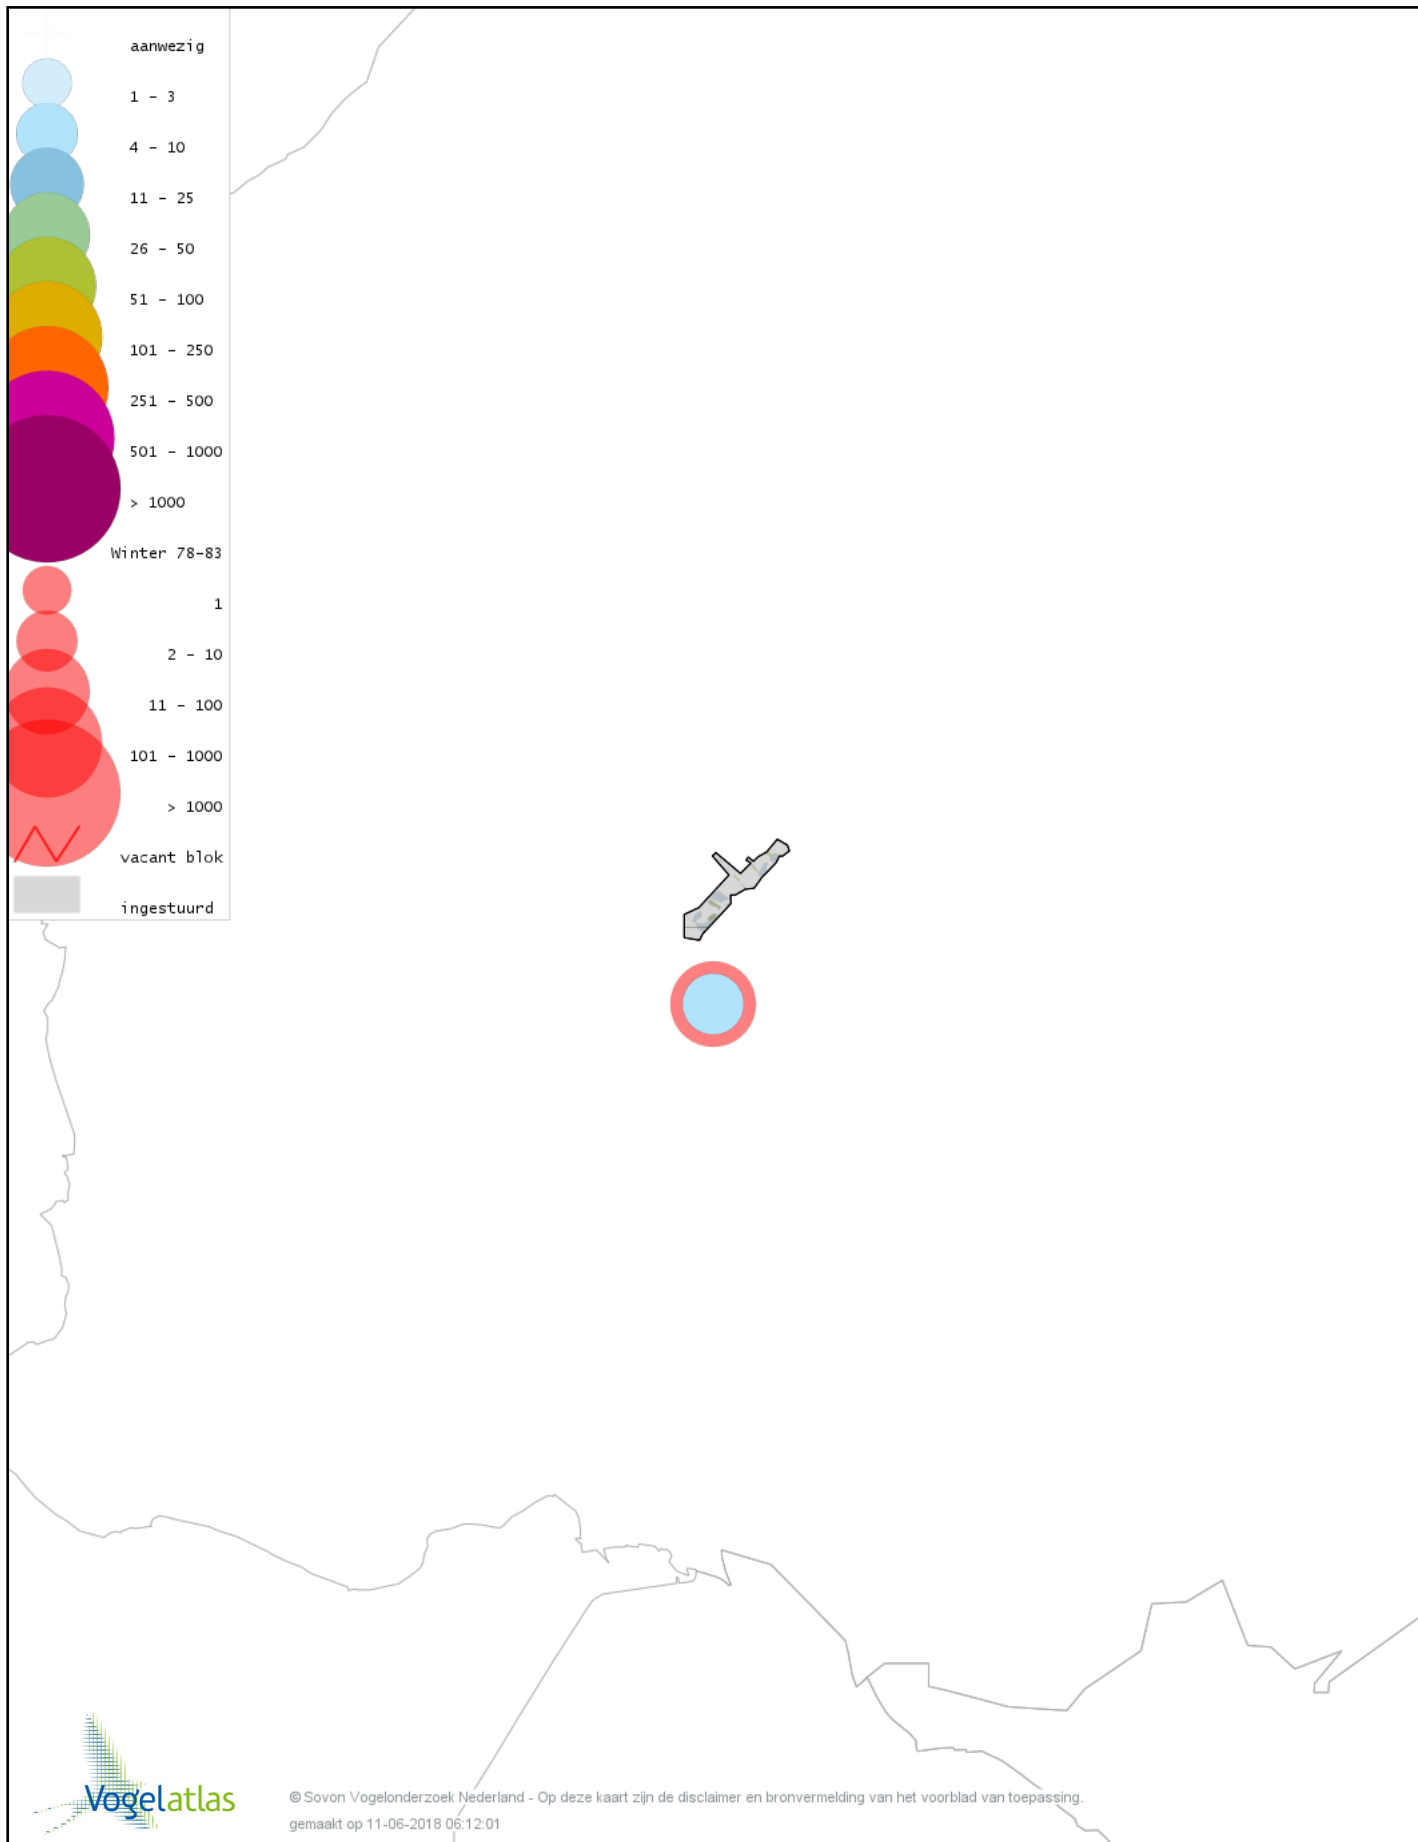 aanwezig
1 - 3
4 - 10
11 - 25
26 - 50
51 - 100
101 - 250
251 - 500
501 - 1000
> 1000
Winter 78-83
1
2 - 10
11 - 100
101 - 1000
> 1000
vacant blok
ingestuurd
Vogelatlas
© Sovon Vogelonderzoek Nederland - Op deze kaart zijn de disclaimer en bronvermelding van het voorblad van toepassing.
gemaakt op 11-06-2018 06:12:01